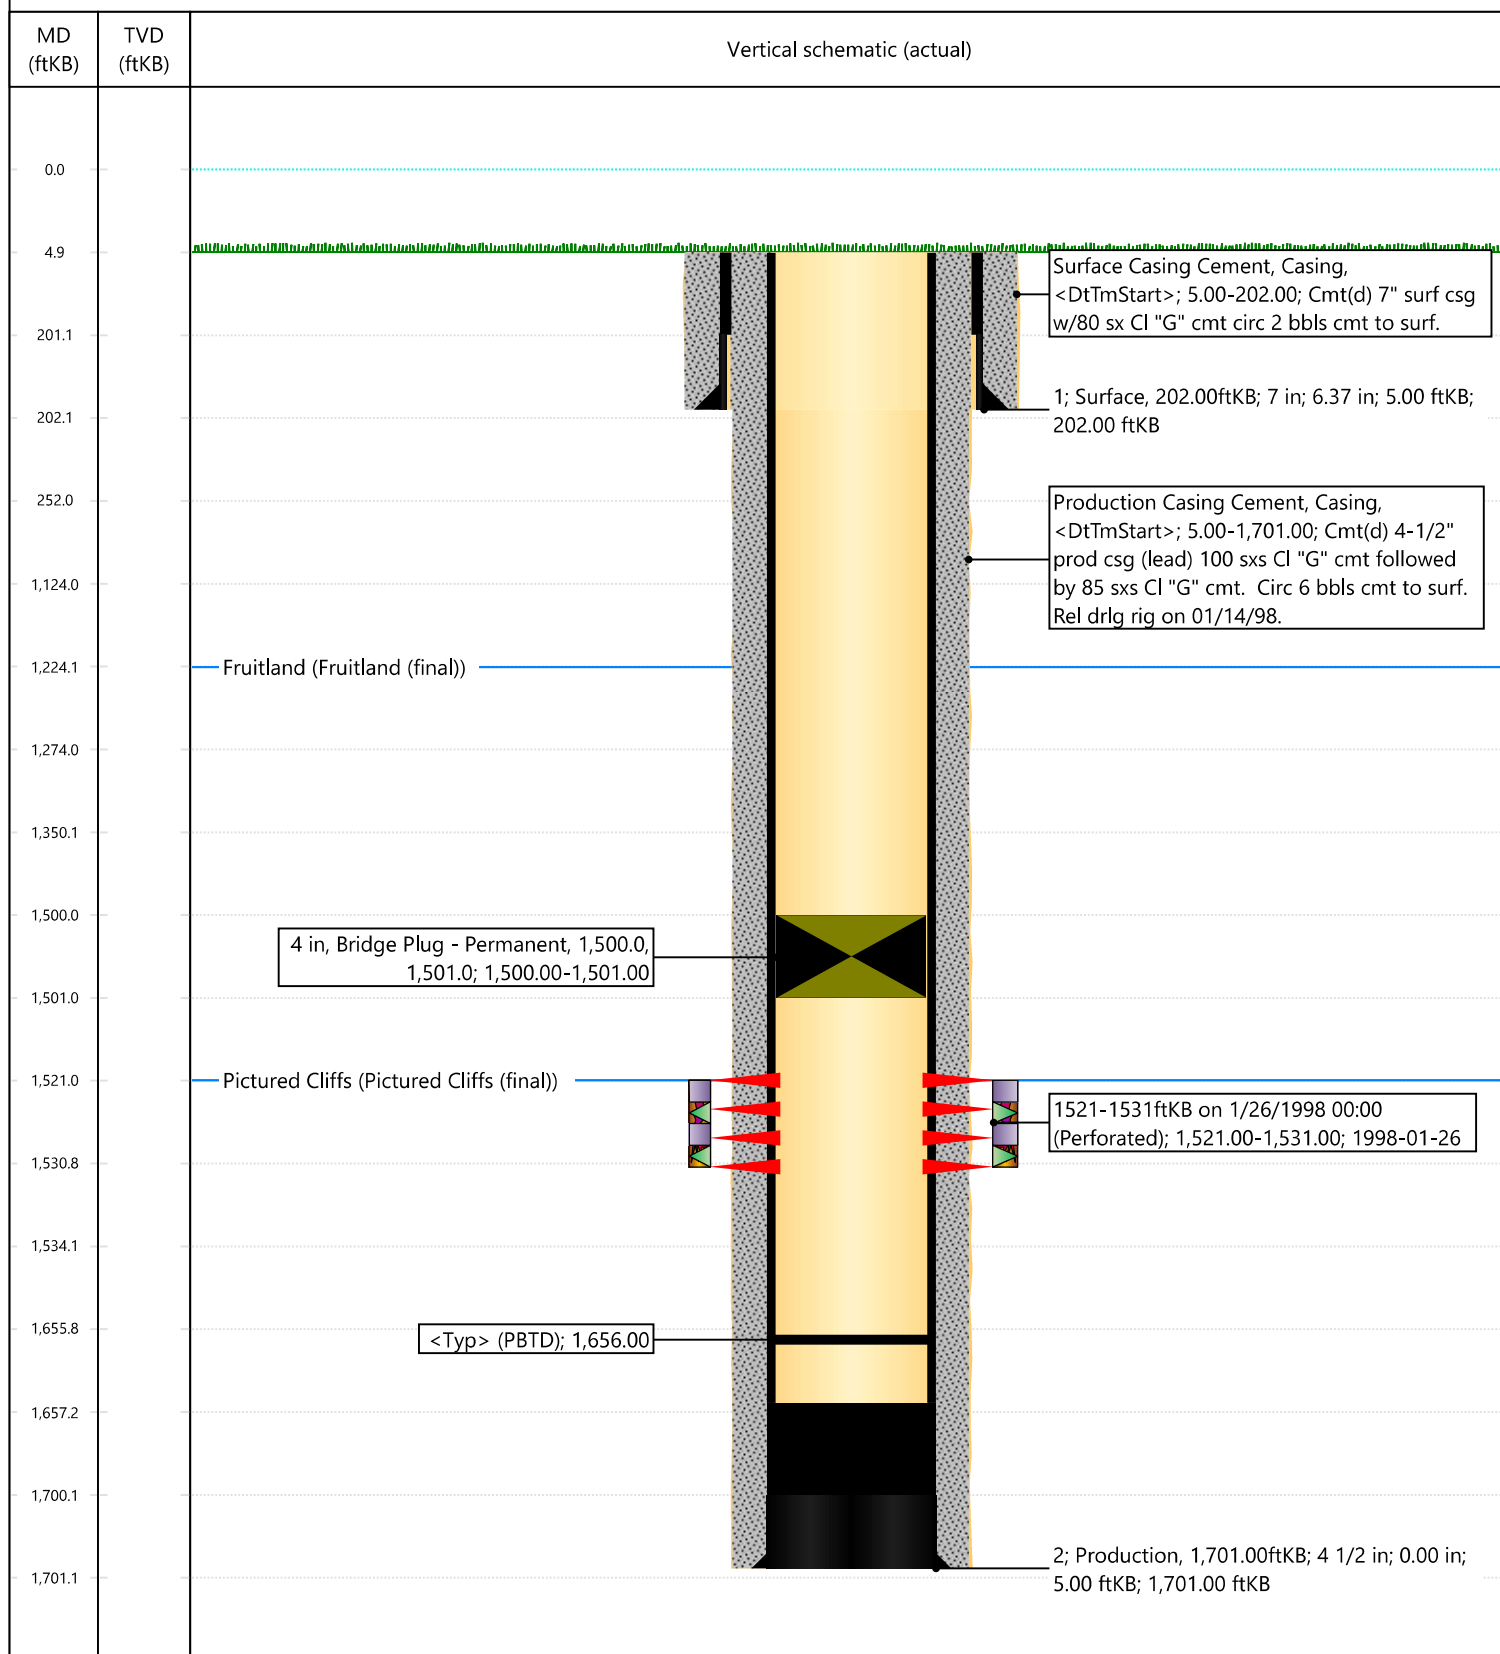 MD
(ftKB)
TVD
(ftKB)
Vertical schematic (actual)
0.0
4.9
Surface Casing Cement, Casing,
<DtTmStart>; 5.00-202.00; Cmt(d) 7" surf csg
w/80 sx Cl "G" cmt circ 2 bbls cmt to surf.
201.1
1; Surface, 202.00ftKB; 7 in; 6.37 in; 5.00 ftKB;
202.00 ftKB
202.1
252.0
Production Casing Cement, Casing,
<DtTmStart>; 5.00-1,701.00; Cmt(d) 4-1/2"
prod csg (lead) 100 sxs Cl "G" cmt followed
by 85 sxs Cl "G" cmt.  Circ 6 bbls cmt to surf.
Rel drlg rig on 01/14/98.
1,124.0
1,224.1
Fruitland (Fruitland (final))
1,274.0
1,350.1
1,500.0
4 in, Bridge Plug - Permanent, 1,500.0,
1,501.0; 1,500.00-1,501.00
1,501.0
1,521.0
Pictured Cliffs (Pictured Cliffs (final))
1521-1531ftKB on 1/26/1998 00:00
(Perforated); 1,521.00-1,531.00; 1998-01-26
1,530.8
1,534.1
1,655.8
<Typ> (PBTD); 1,656.00
1,657.2
1,700.1
2; Production, 1,701.00ftKB; 4 1/2 in; 0.00 in;
5.00 ftKB; 1,701.00 ftKB
1,701.1